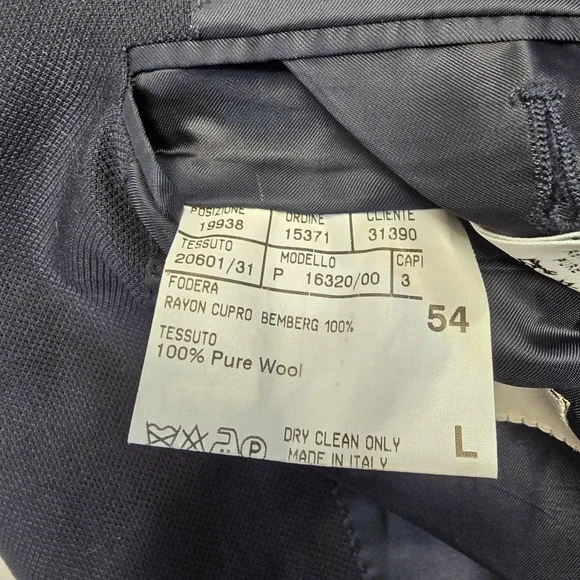 POSIZIONE ORDINE CLIENTE
19938 15371 31390
TESSUTO MODELLO CAPI
20601/31 P 16320/00 3
FODERA
RAYON CUPRO BEMBERG 100% 54
TESSUTO
100% Pure Wool
P DRY CLEAN ONLY L
MADE IN ITALY